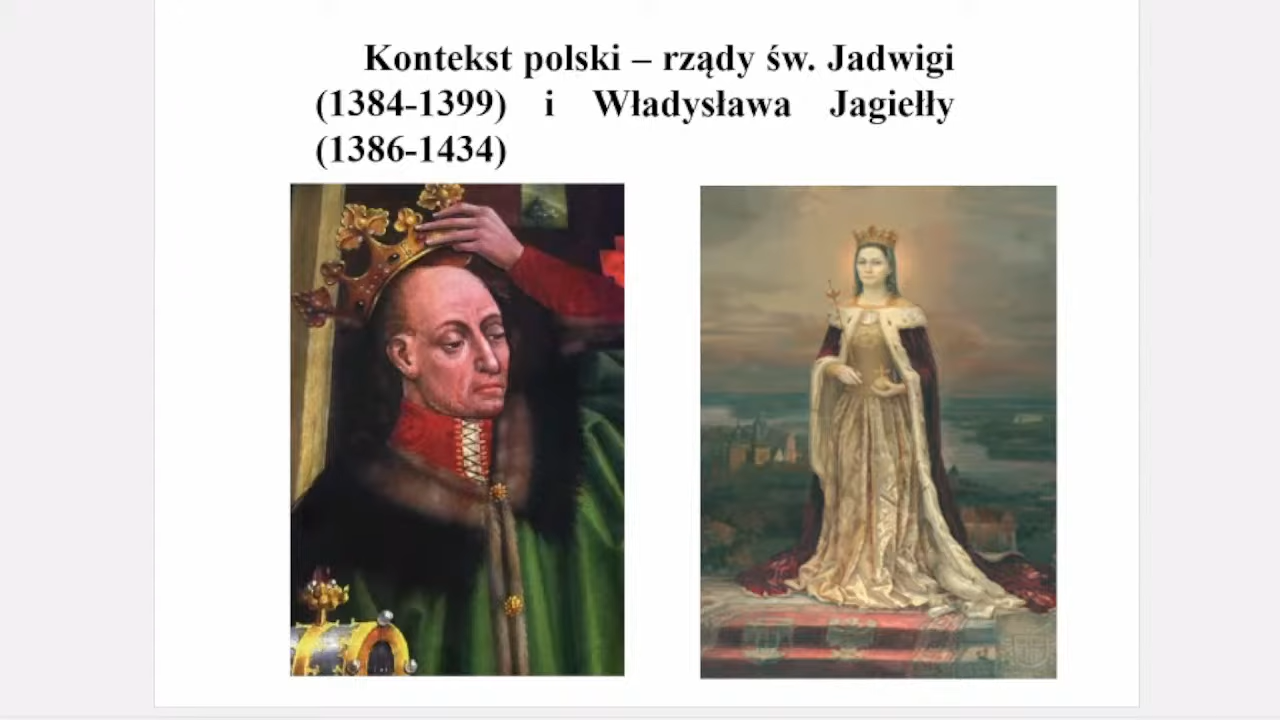 Kontekst polski – rządy św. Jadwigi
(1384-1399) i Władysława Jagiełły
(1386-1434)